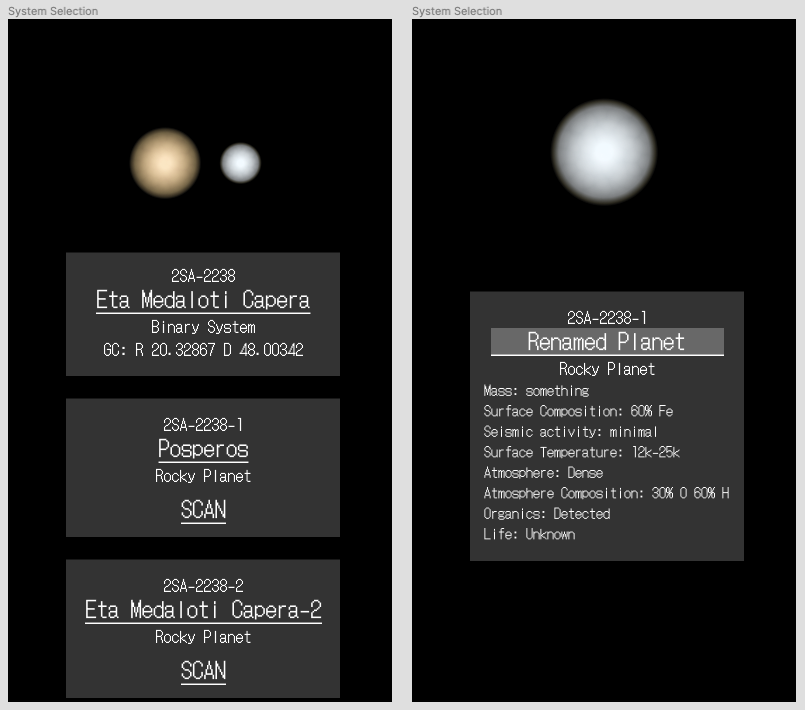 System Selection
2SA-2238
Eta Medaloti Capera
Binary System
GC: R 20.32867 D 48.00342
2SA-2238-1
Posperos
Rocky Planet
SCAN
2SA-2238-2
Eta Medaloti Capera-2
Rocky Planet
SCAN
System Selection
2SA-2238-1
Renamed Planet
Rocky Planet
Mass: something
Surface Composition: 60% Fe
Seismic activity: minimal
Surface Temperature: 12k-25k
Atmosphere: Dense
Atmosphere Composition: 30% O 60% H
Organics: Detected
Life: Unknown